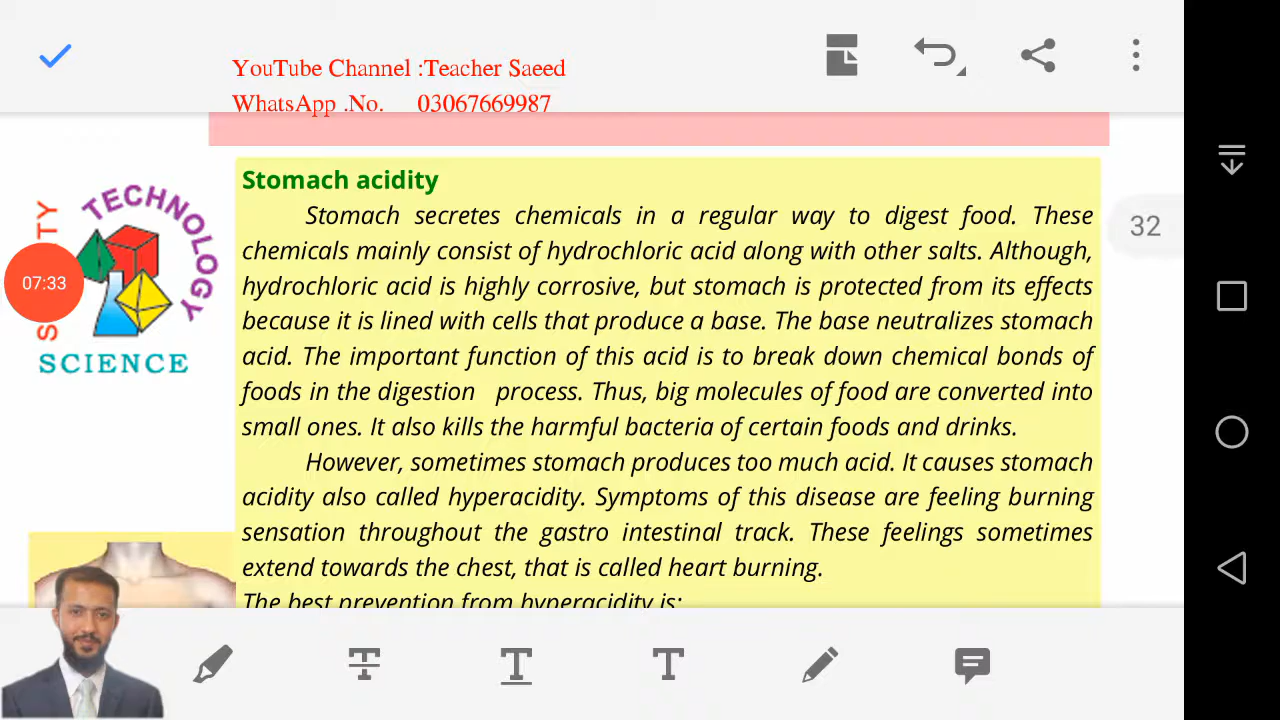 YouTube Channel :Teacher Saeed
WhatsApp .No. 03067669987
TECHNOLOGY
Stomach acidity
Stomach secretes chemicals in a regular way to digest food. These
32
chemicals mainly consist of hydrochloric acid along with other salts. Although,
07:33
hydrochloric acid is highly corrosive, but stomach is protected from its effects
because it is lined with cells that produce a base. The base neutralizes stomach
SCIENCE
acid. The important function of this acid is to break down chemical bonds of
foods in the digestion process. Thus, big molecules of food are converted into
small ones. It also kills the harmful bacteria of certain foods and drinks.
However, sometimes stomach produces too much acid. It causes stomach
acidity also called hyperacidity. Symptoms of this disease are feeling burning
sensation throughout the gastro intestinal track. These feelings sometimes
extend towards the chest, that is called heart burning.
The best prevention from hyperacidity is: